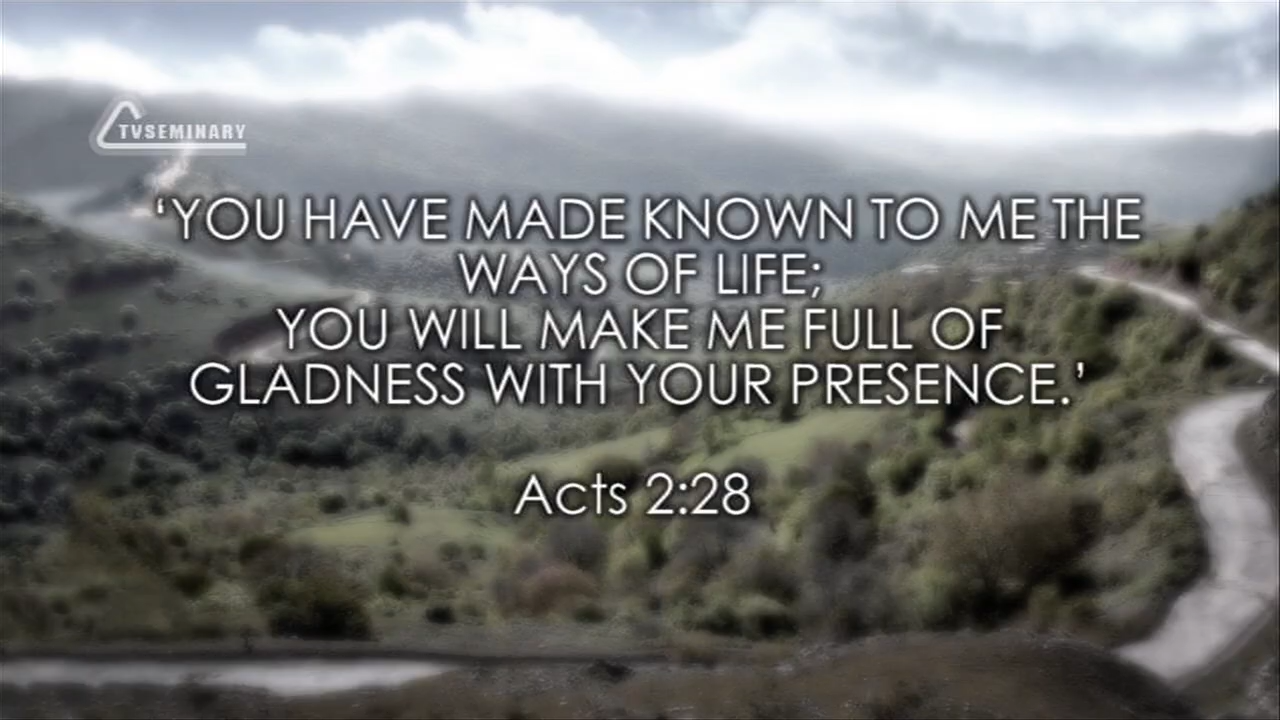 TVSEMINARY
‘YOU HAVE MADE KNOWN TO ME THE
WAYS OF LIFE;
YOU WILL MAKE ME FULL OF
GLADNESS WITH YOUR PRESENCE.’
Acts 2:28